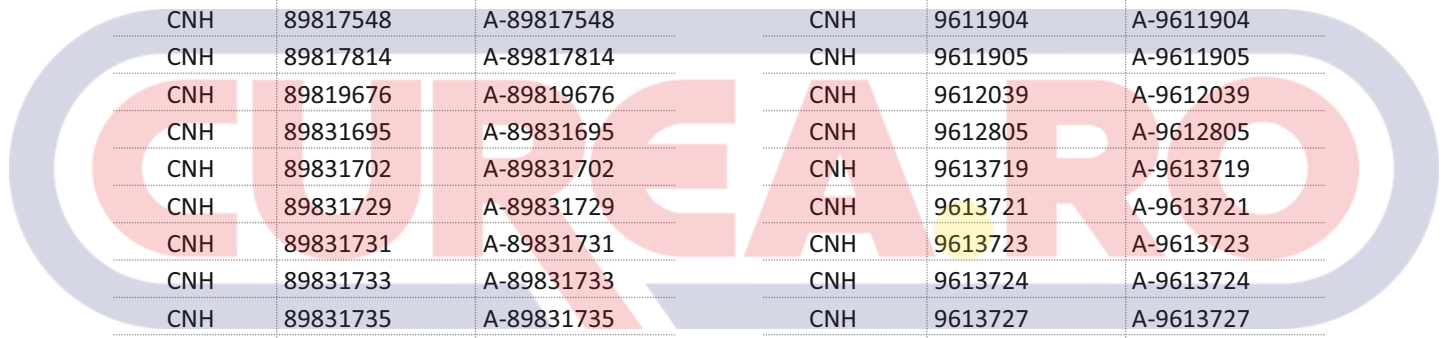 CNH 89817548 A-89817548 CNH 9611904 A-9611904
CNH 89817814 A-89817814 CNH 9611905 A-9611905
CNH 89819676 A-89819676 CNH 9612039 A-9612039
CNH 89831695 A-89831695 CNH 9612805 A-9612805
CNH 89831702 A-89831702 CNH 9613719 A-9613719
CNH 89831729 A-89831729 CNH 9613721 A-9613721
CNH 89831731 A-89831731 CNH 9613723 A-9613723
CNH 89831733 A-89831733 CNH 9613724 A-9613724
CNH 89831735 A-89831735 CNH 9613727 A-9613727
CUREA.RO